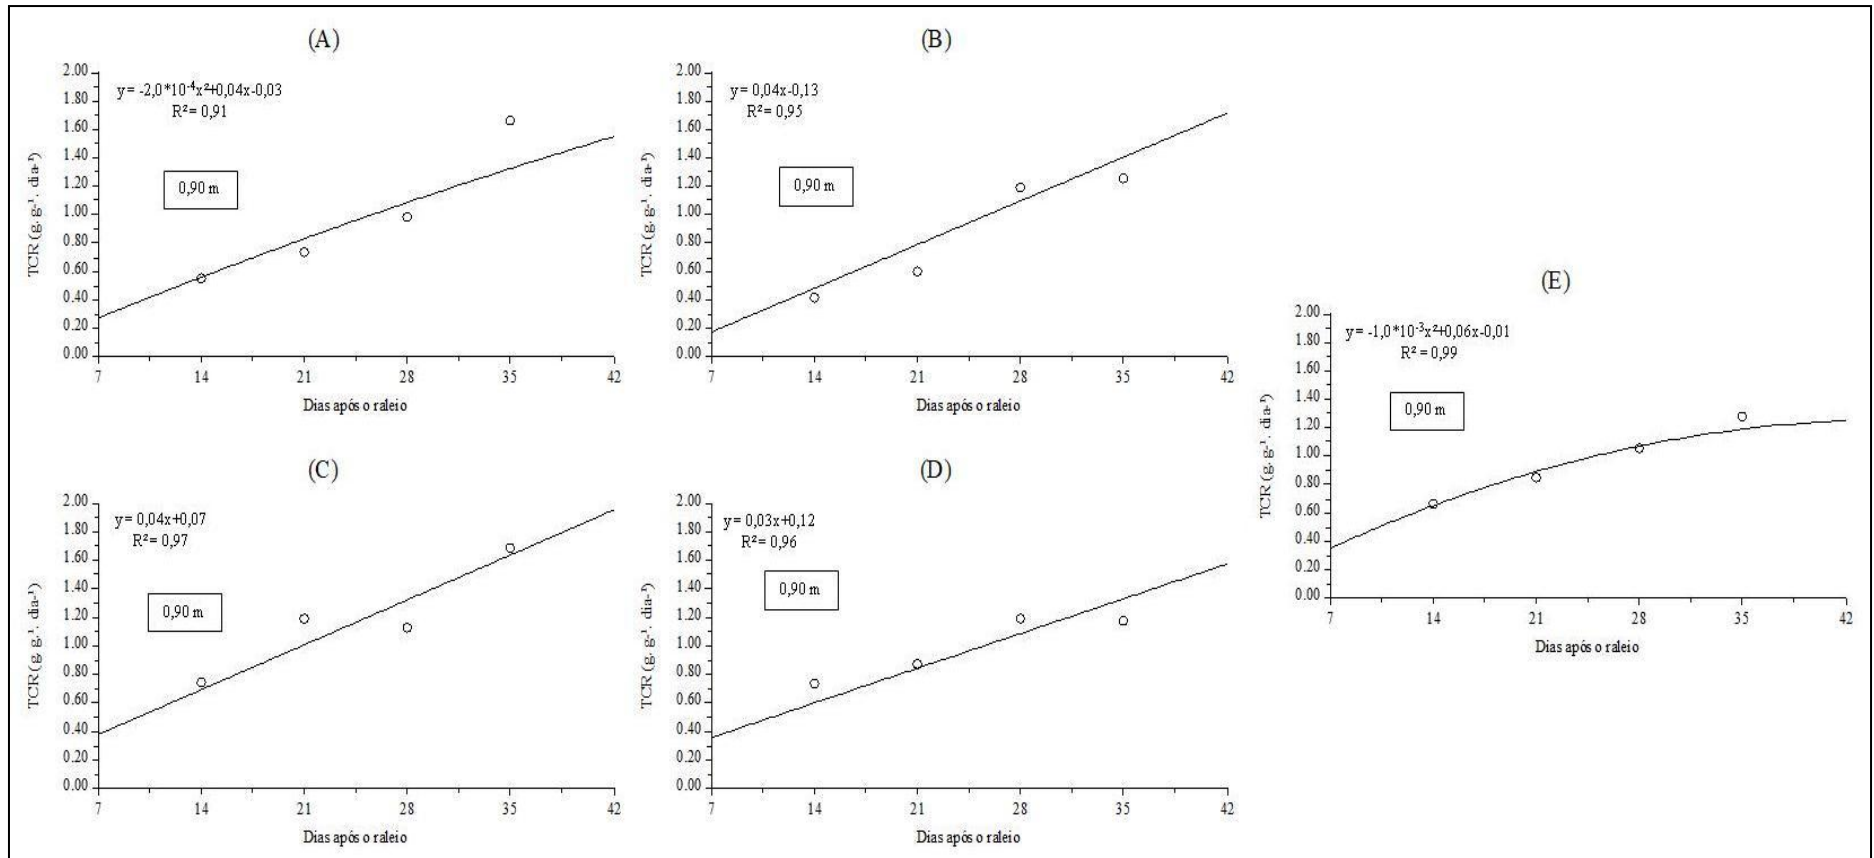 (A)
y = -2,0*10-4x²+0,04x-0,03
R² = 0,91
0,90 m
TCR (g. g-¹. dia-¹)
2.00
1.80
1.60
1.40
1.20
1.00
0.80
0.60
0.40
0.20
0.00
7 14 21 28 35 42
Dias após o raleio
(B)
y = 0,04x-0,13
R² = 0,95
0,90 m
TCR (g. g-¹. dia-¹)
2.00
1.80
1.60
1.40
1.20
1.00
0.80
0.60
0.40
0.20
0.00
7 14 21 28 35 42
Dias após o raleio
(C)
y = 0,04x+0,07
R² = 0,97
0,90 m
TCR (g. g-¹. dia-¹)
2.00
1.80
1.60
1.40
1.20
1.00
0.80
0.60
0.40
0.20
0.00
7 14 21 28 35 42
Dias após o raleio
(D)
y = 0,03x+0,12
R² = 0,96
0,90 m
TCR (g. g-¹. dia-¹)
2.00
1.80
1.60
1.40
1.20
1.00
0.80
0.60
0.40
0.20
0.00
7 14 21 28 35 42
Dias após o raleio
(E)
y = -1,0*10-3x²+0,06x-0,01
R² = 0,99
0,90 m
TCR (g. g-¹. dia-¹)
2.00
1.80
1.60
1.40
1.20
1.00
0.80
0.60
0.40
0.20
0.00
7 14 21 28 35 42
Dias após o raleio